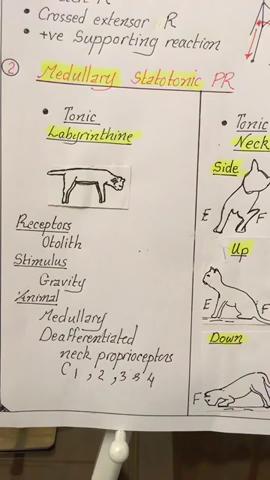 • Crossed extensor R
• +ve Supporting reaction
② Medullary Statotonic PR
• Tonic
Labyrinthine
Receptors
Otolith
Stimulus
Gravity
Animal
Medullary
Deafferentiated
neck proprioceptors
C 1, 2, 3 & 4
• Tonic
Neck
Side
E F
Up
E F
Down
F